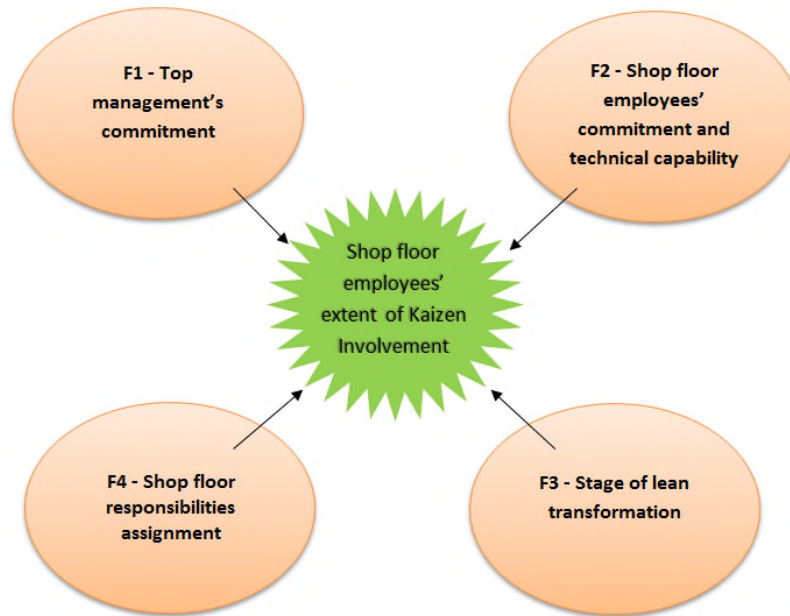 F1 - Top
management's
commitment
F2 - Shop floor
employees'
commitment and
technical capability
Shop floor
employees'
extent of Kaizen
Involvement
F4 - Shop floor
responsibilities
assignment
F3 - Stage of lean
transformation